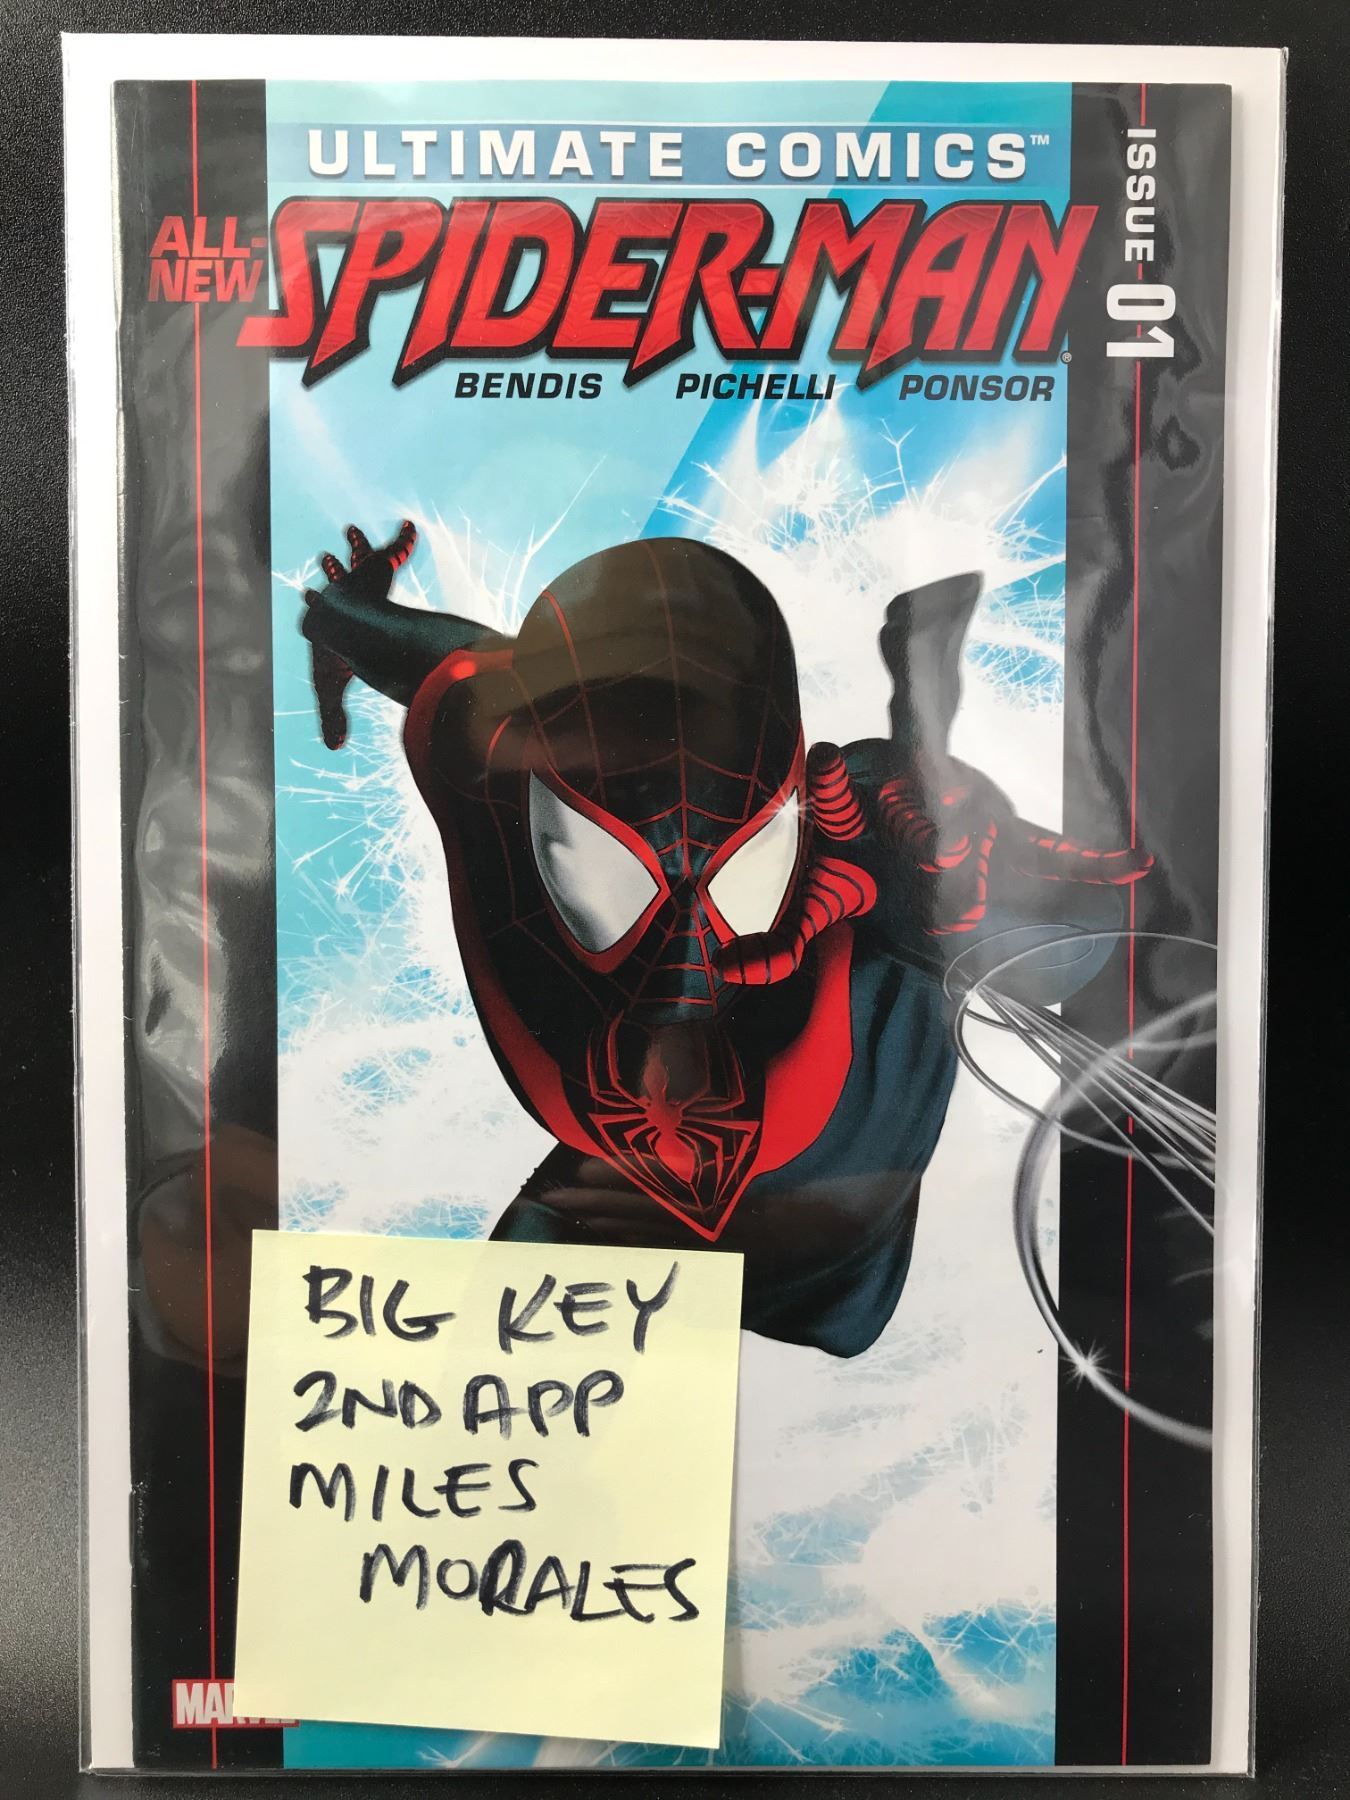 ULTIMATE COMICS™
ALL-
NEW
SPIDER-MAN®
BENDIS PICHELLI PONSOR
ISSUE 01
BIG KEY
2ND APP
MILES
MORALES
MARVEL